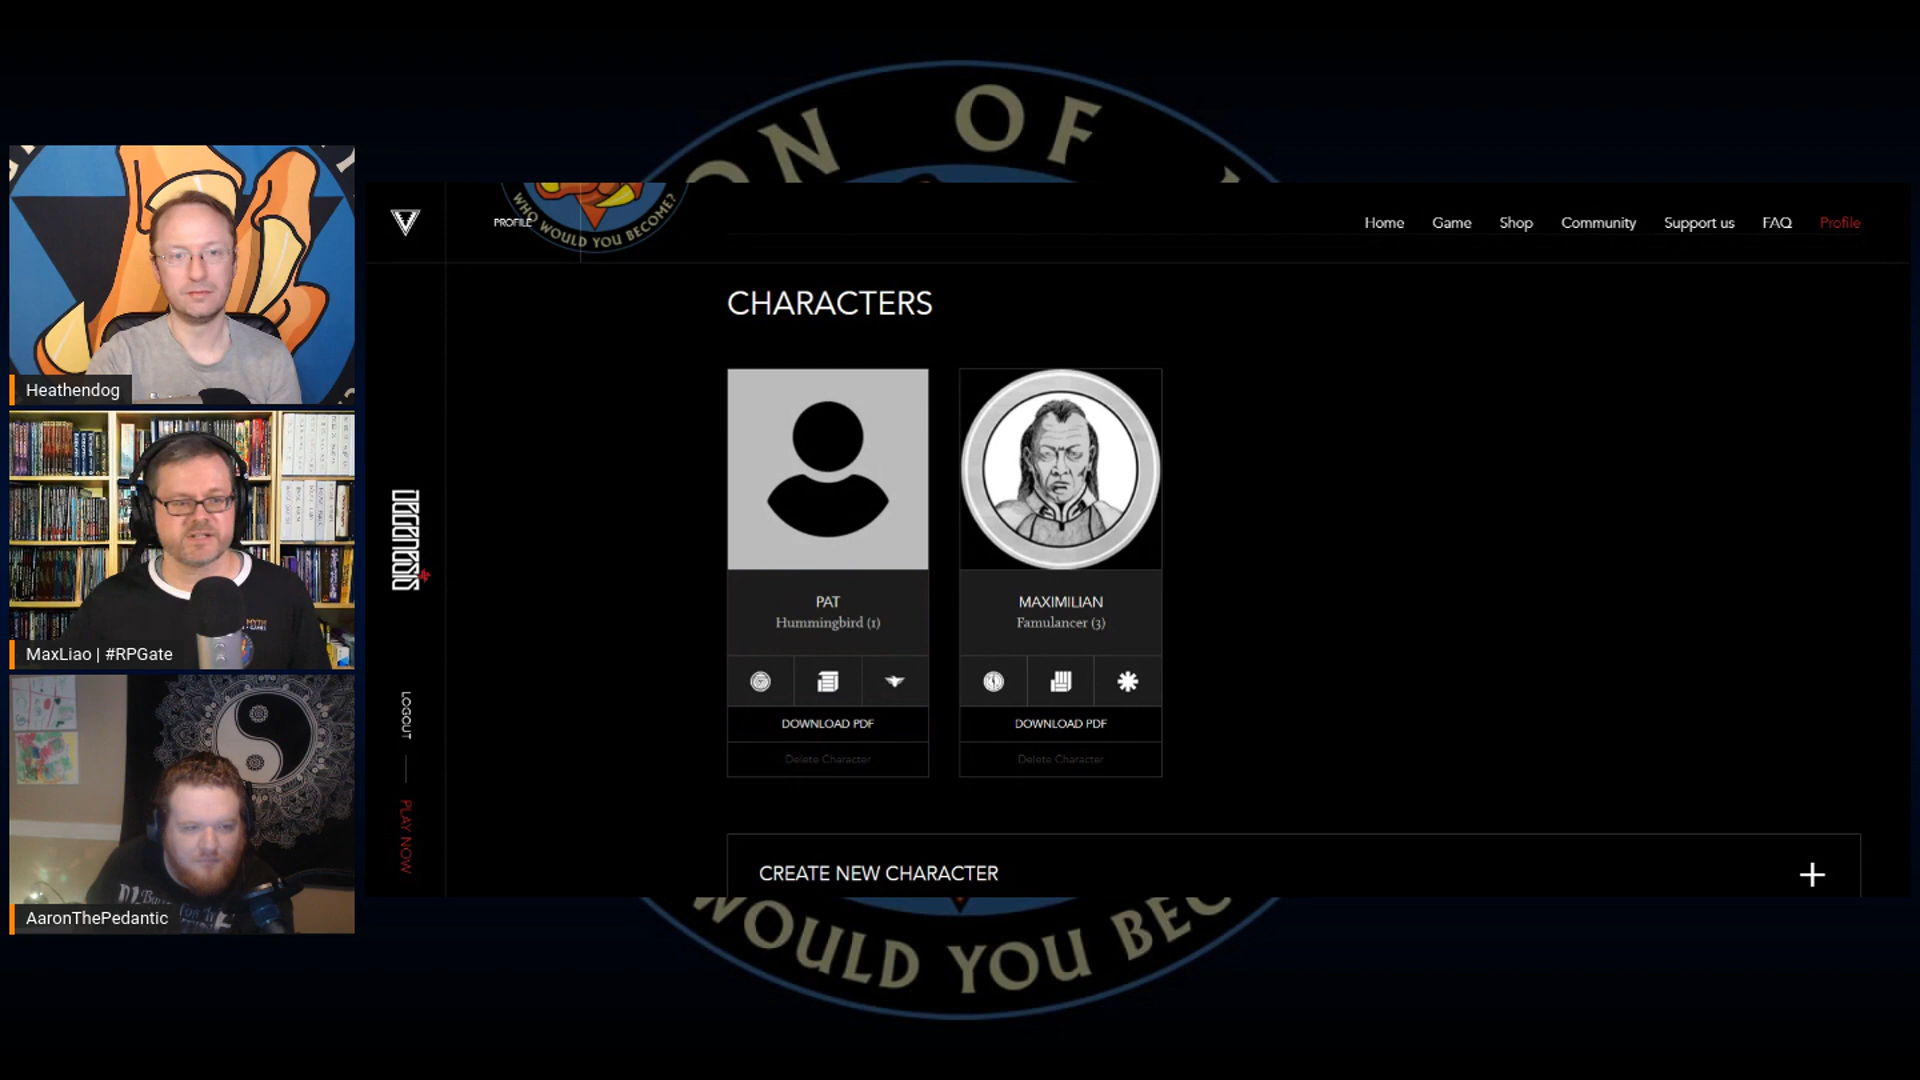 ON OF
WHO WOULD YOU BECOME?
PROFILE
Home Game Shop Community Support us FAQ Profile
CHARACTERS
Heathendog
PAT
Hummingbird (1)
MAXIMILIAN
Famulancer (3)
DEGENESIS
MaxLiao | #RPGate
DOWNLOAD PDF
DOWNLOAD PDF
Delete Character
Delete Character
LOGOUT
PLAY NOW
CREATE NEW CHARACTER
AaronThePedantic
WOULD YOU BEC